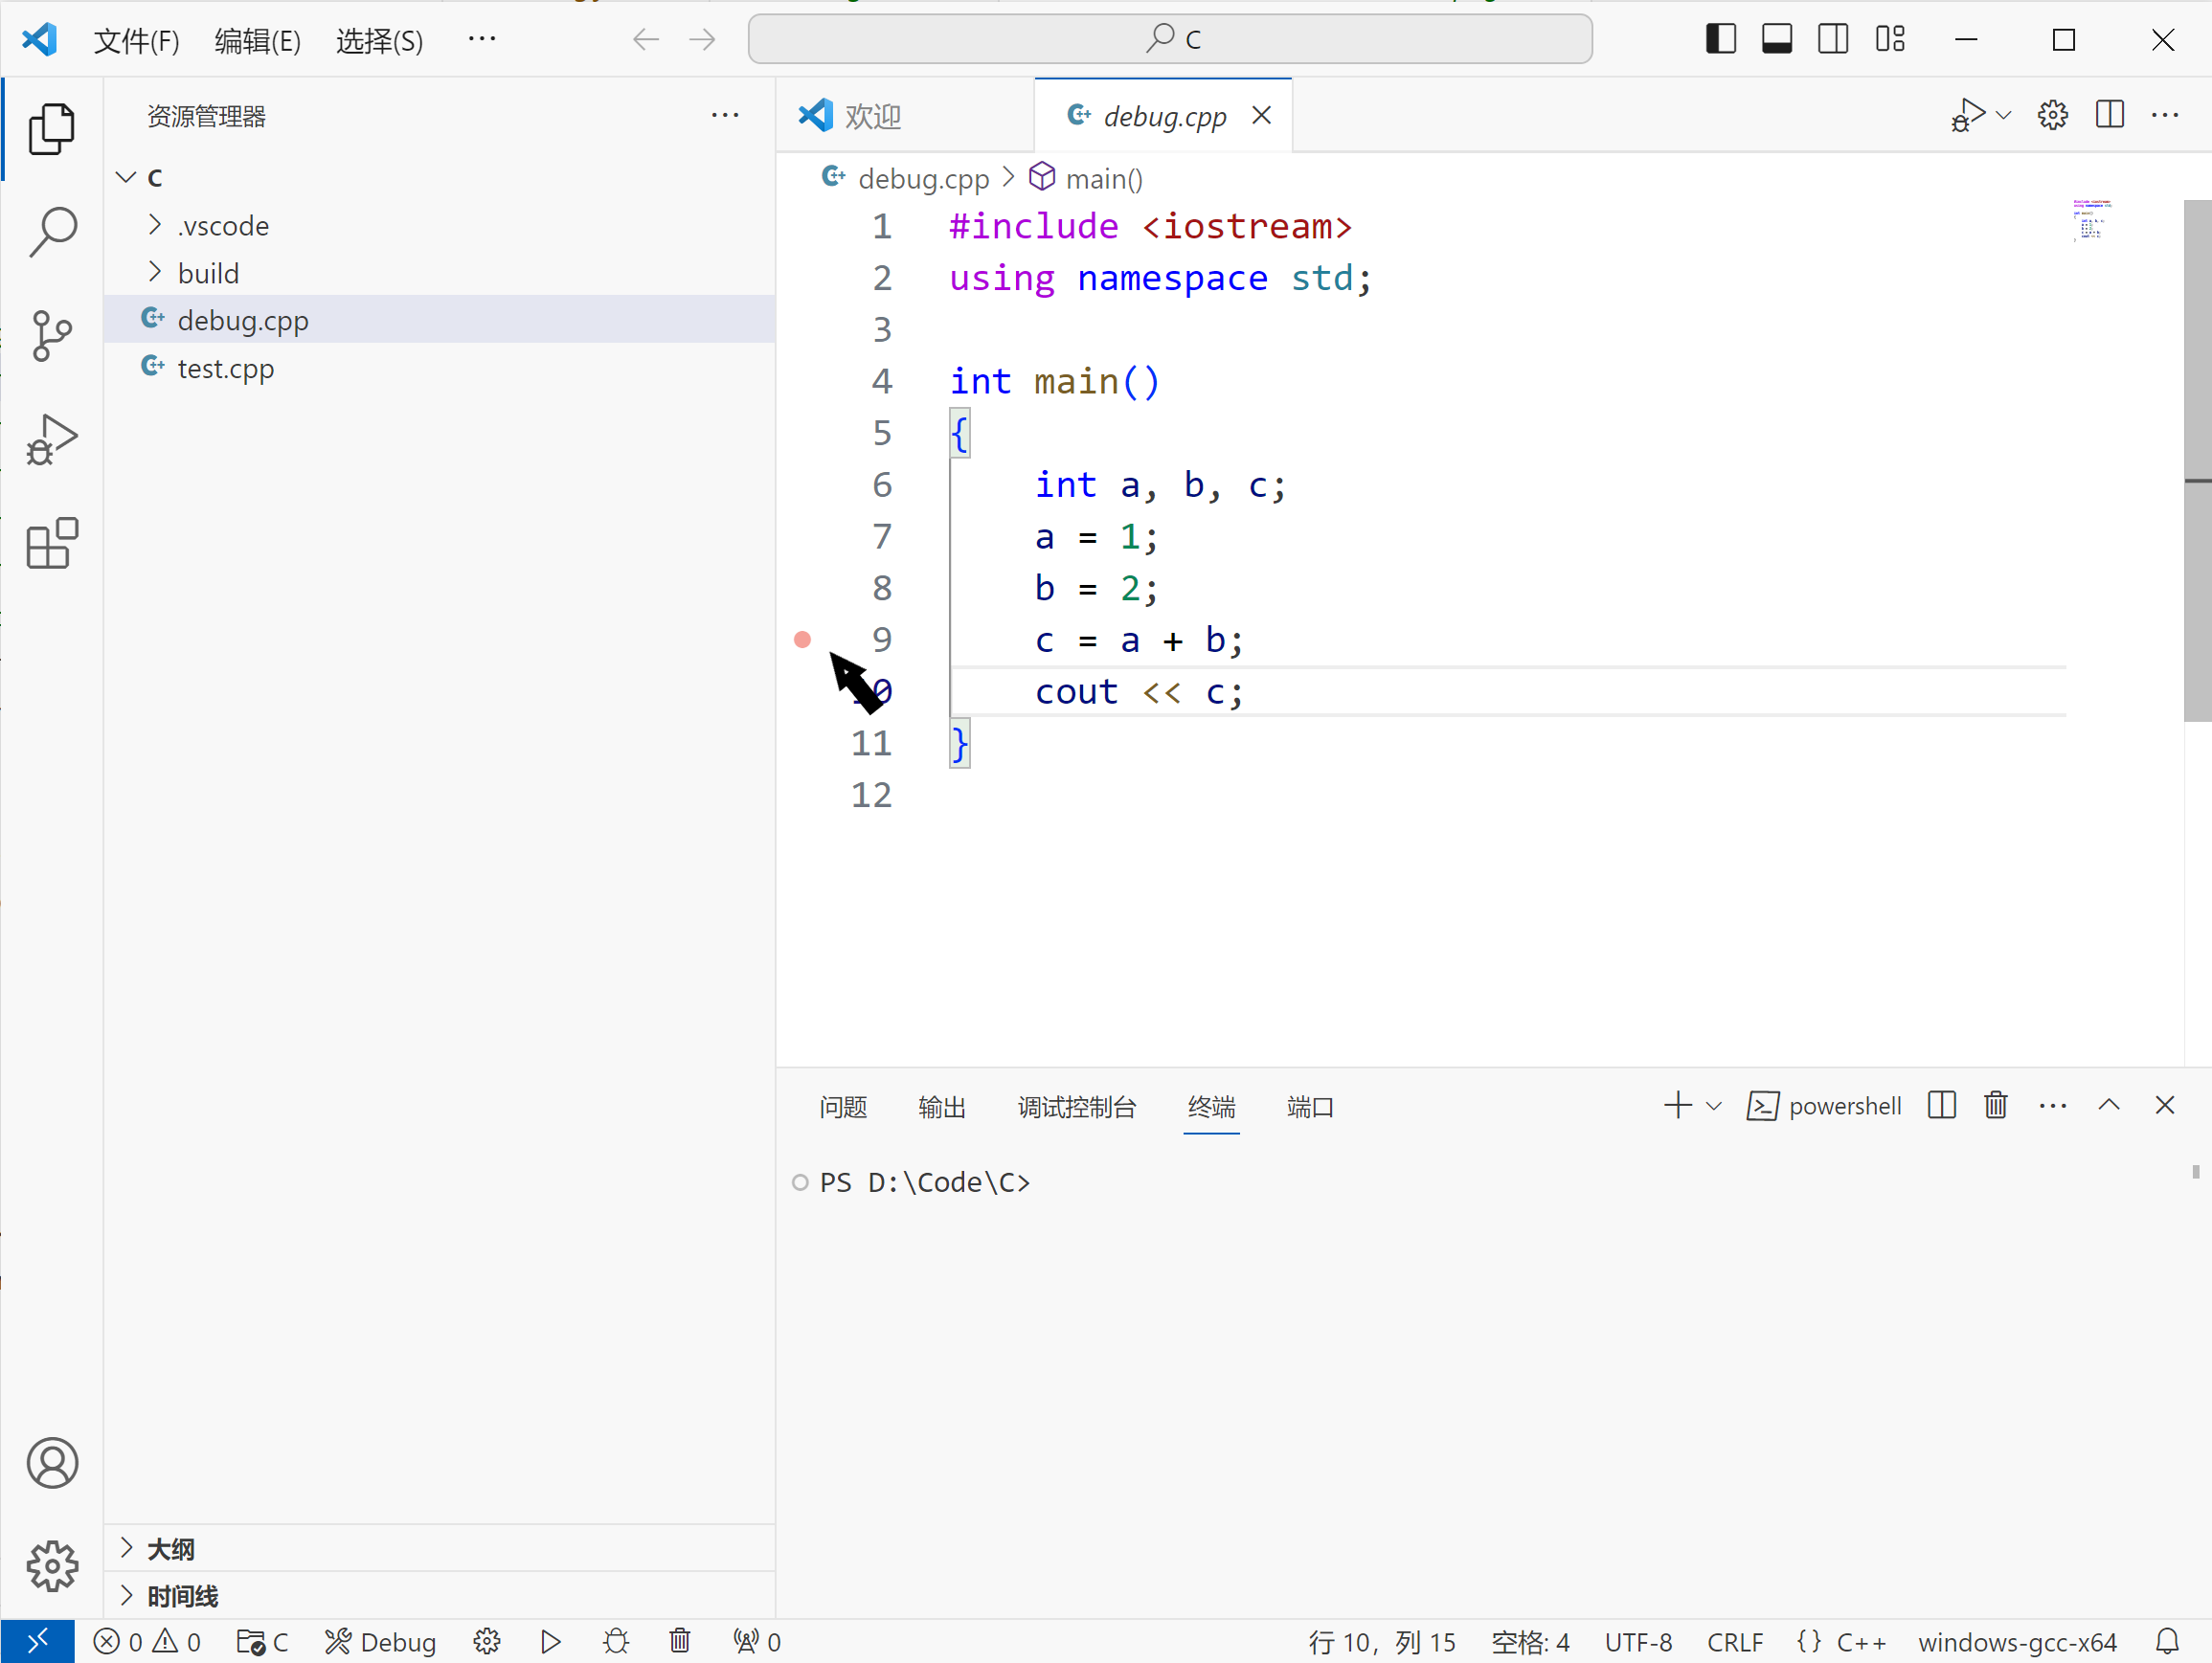 文件(F) 编辑(E) 选择(S) ··· C
资源管理器 ···
C
.vscode
build
debug.cpp
test.cpp
大纲
时间线
欢迎 debug.cpp
debug.cpp > main()
1 #include <iostream>
2 using namespace std;
3
4 int main()
5 {
6 int a, b, c;
7 a = 1;
8 b = 2;
9 c = a + b;
10 cout << c;
11 }
12
问题 输出 调试控制台 终端 端口 powershell
PS D:\Code\C>
0 0 C Debug 0 行 10，列 15 空格: 4 UTF-8 CRLF {} C++ windows-gcc-x64